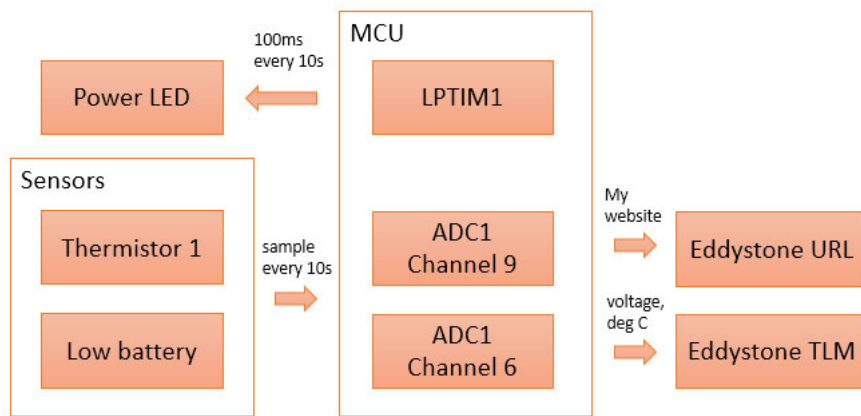 100ms
every 10s
MCU
Power LED
LPTIM1
Sensors
Thermistor 1
Low battery
sample
every 10s
ADC1
Channel 9
ADC1
Channel 6
My
website
Eddystone URL
voltage,
deg C
Eddystone TLM